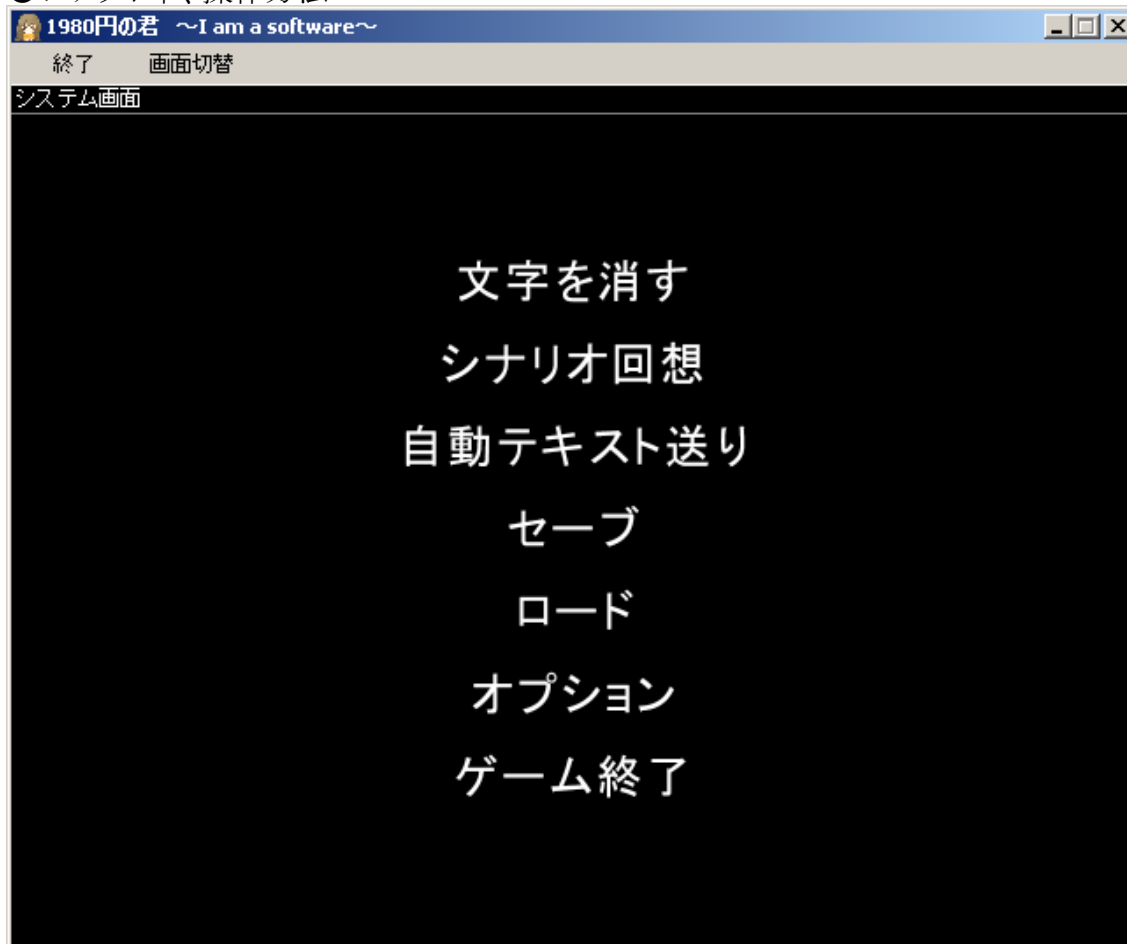 1980円の君 ～I am a software～
終了 画面切替
システム画面
文字を消す
シナリオ回想
自動テキスト送り
セーブ
ロード
オプション
ゲーム終了